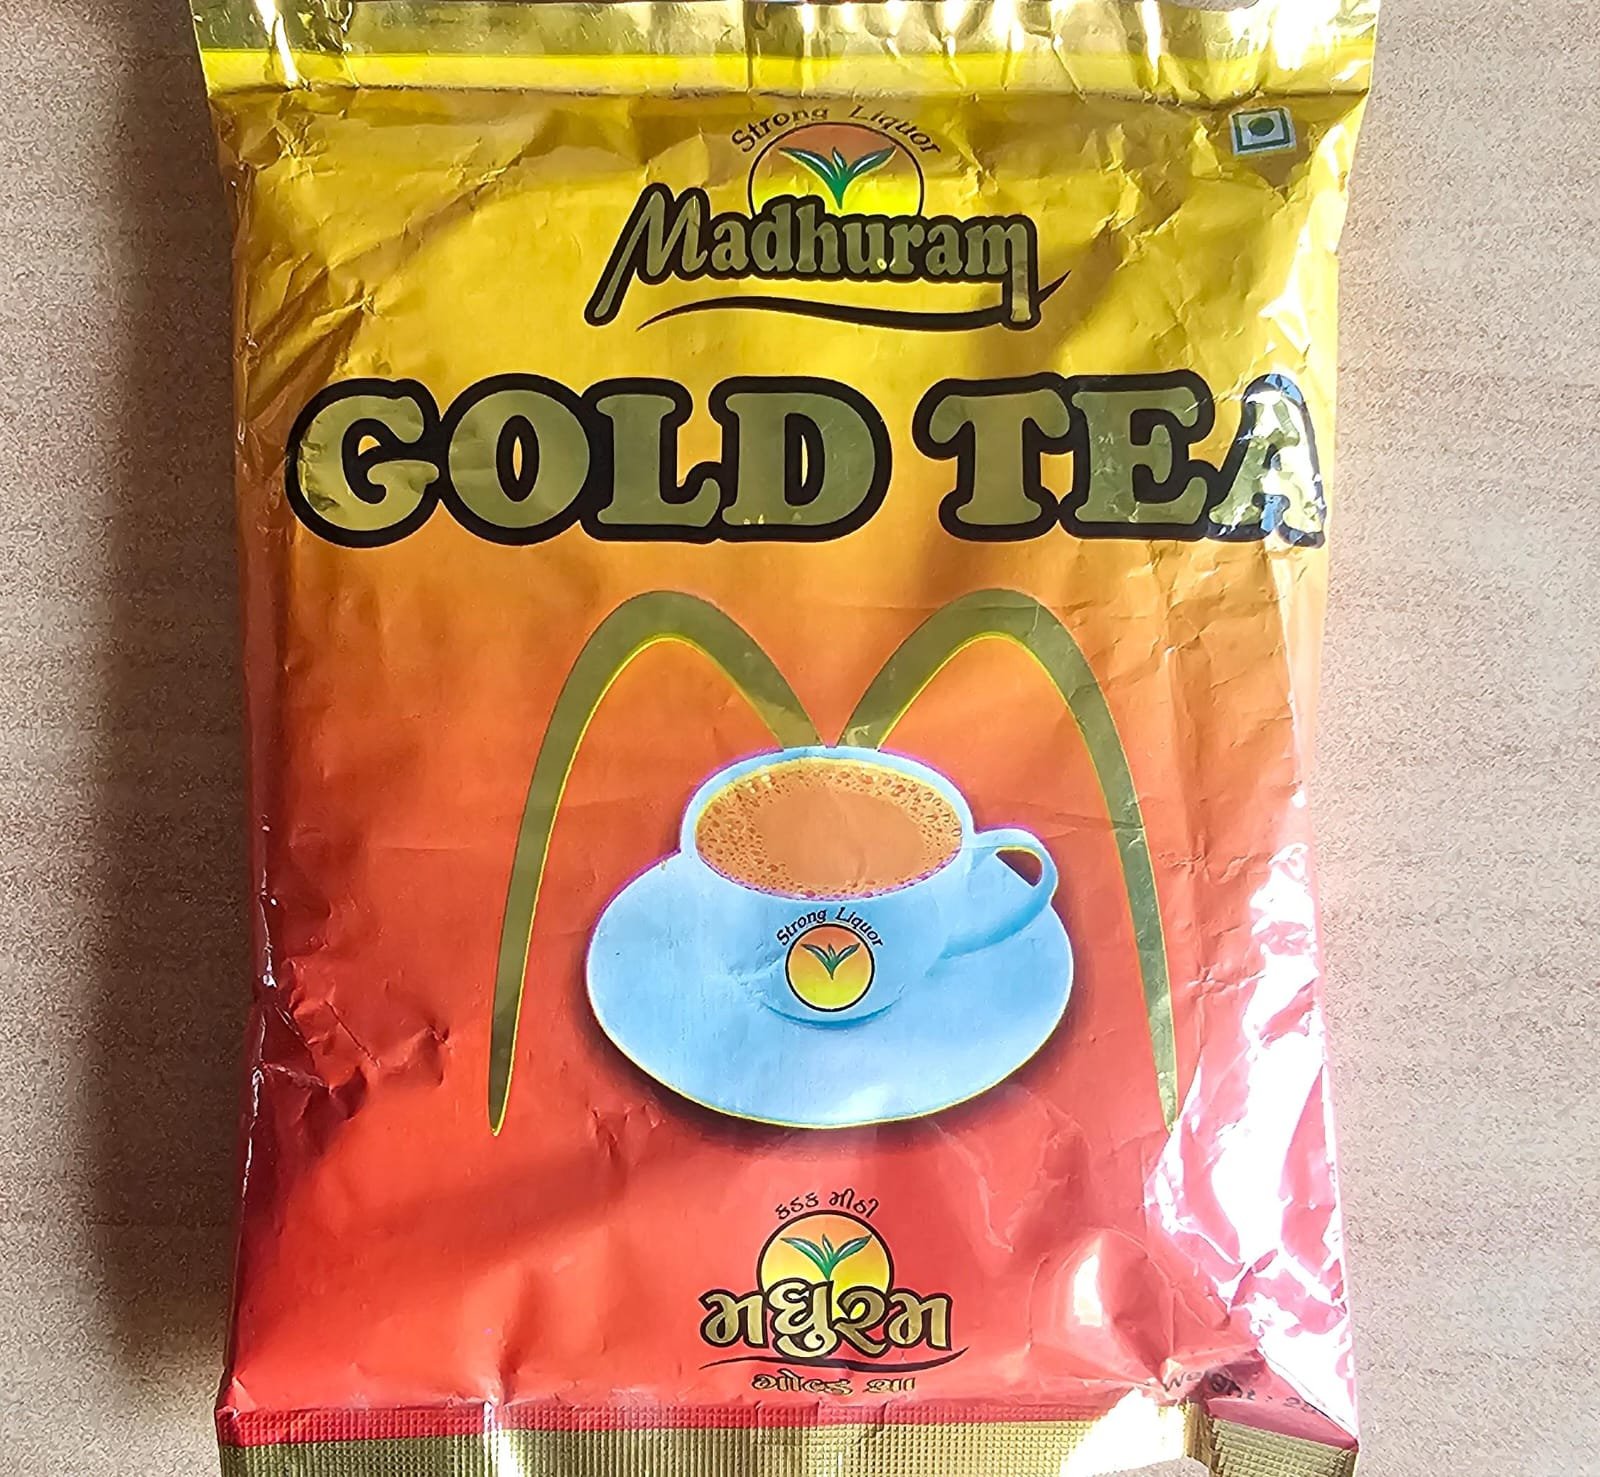 Strong Liquor
Madhuram
GOLD TEA
Strong Liquor
કડક મીઠી
મધુરમ
ગોલ્ડ ચા